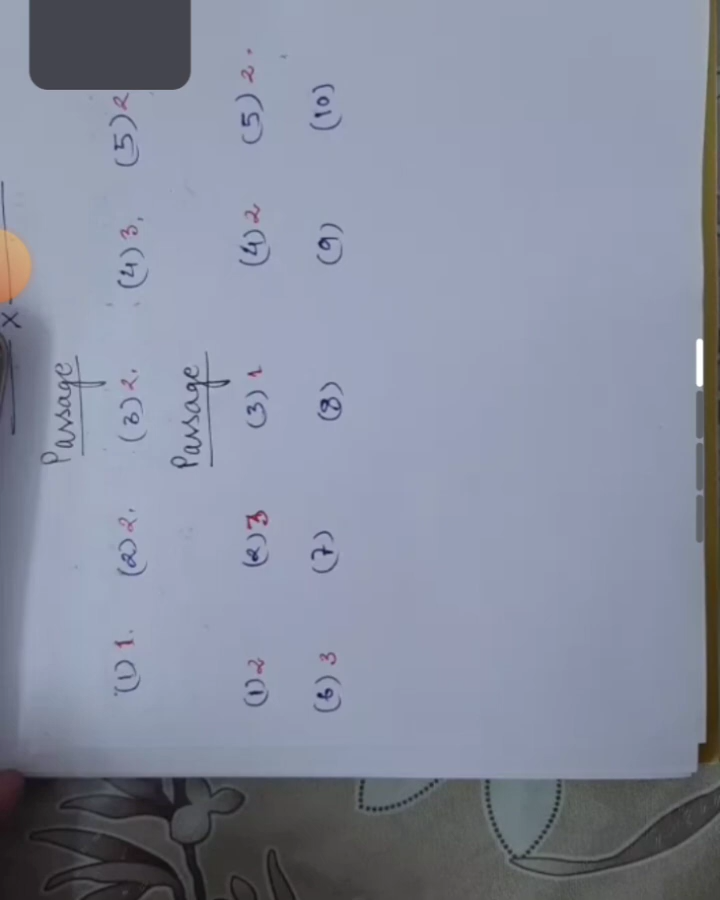 Passage
(1) 1. (2) 2. (3) 2. (4) 3. (5) 2
Passage
(1) 2 (2) 3 (3) 1 (4) 2 (5) 2.
(6) 3 (7) (8) (9) (10)